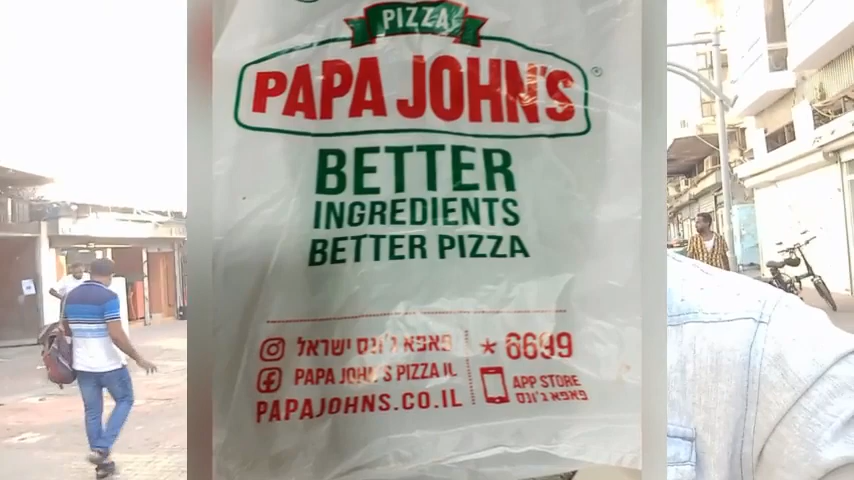 PIZZA
PAPA JOHN'S ®
BETTER
INGREDIENTS
BETTER PIZZA
פאפא ג'ונס ישראל
PAPA JOHN'S PIZZA IL
PAPAJOHNS.CO.IL
* 6699
APP STORE
פאפא ג'ונס